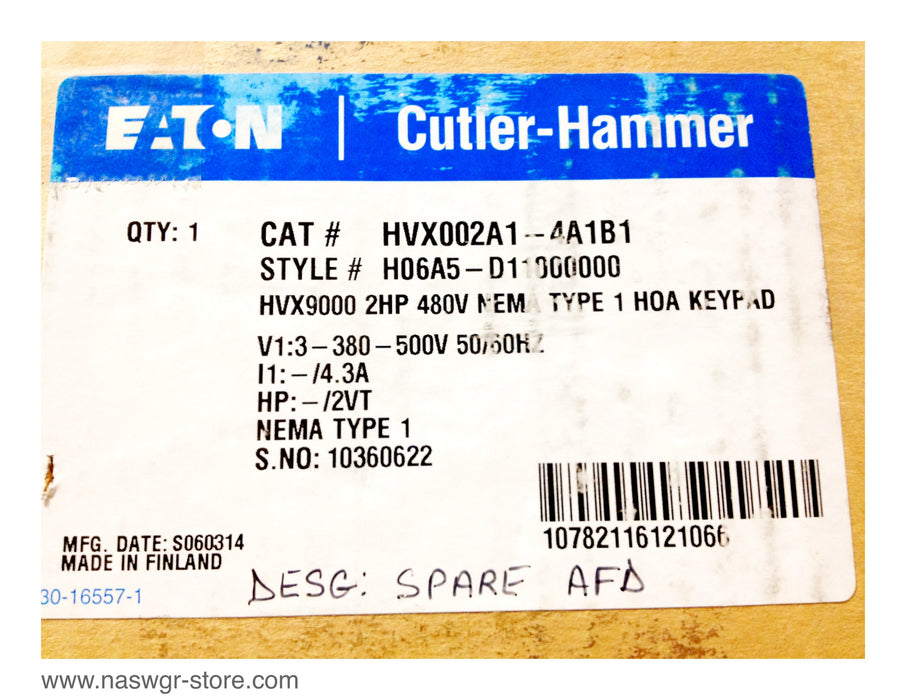 EATON | Cutler-Hammer
QTY: 1 CAT # HVX002A1-4A1B1
STYLE # H06A5-D11000000
HVX9000 2HP 480V NEMA TYPE 1 HOA KEYPAD
V1:3-380-500V 50/60HZ
I1: -/4.3A
HP: -/2VT
NEMA TYPE 1
S.NO: 10360622
10782116121066
MFG. DATE: S060314
MADE IN FINLAND
30-16557-1
DESG: SPARE AFD
www.naswgr-store.com